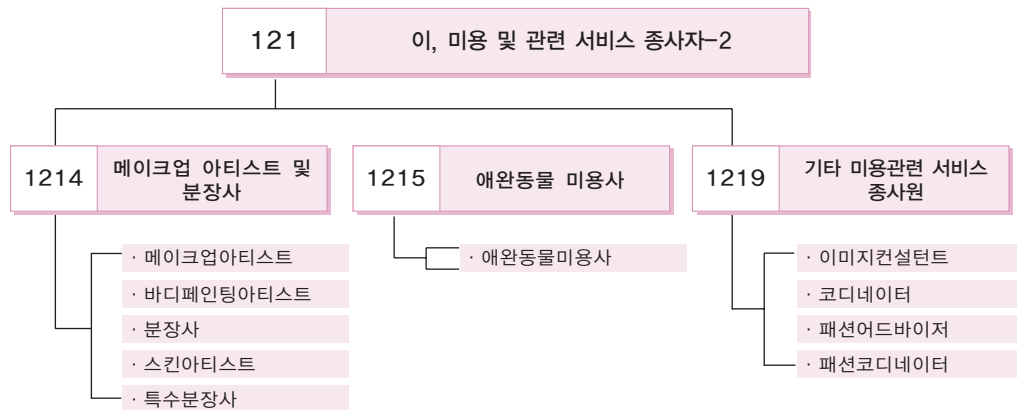 121 이, 미용 및 관련 서비스 종사자-2
1214 메이크업 아티스트 및
분장사
1215 애완동물 미용사
1219 기타 미용관련 서비스
종사원
· 메이크업아티스트
· 바디페인팅아티스트
· 분장사
· 스킨아티스트
· 특수분장사
· 애완동물미용사
· 이미지컨설턴트
· 코디네이터
· 패션어드바이저
· 패션코디네이터